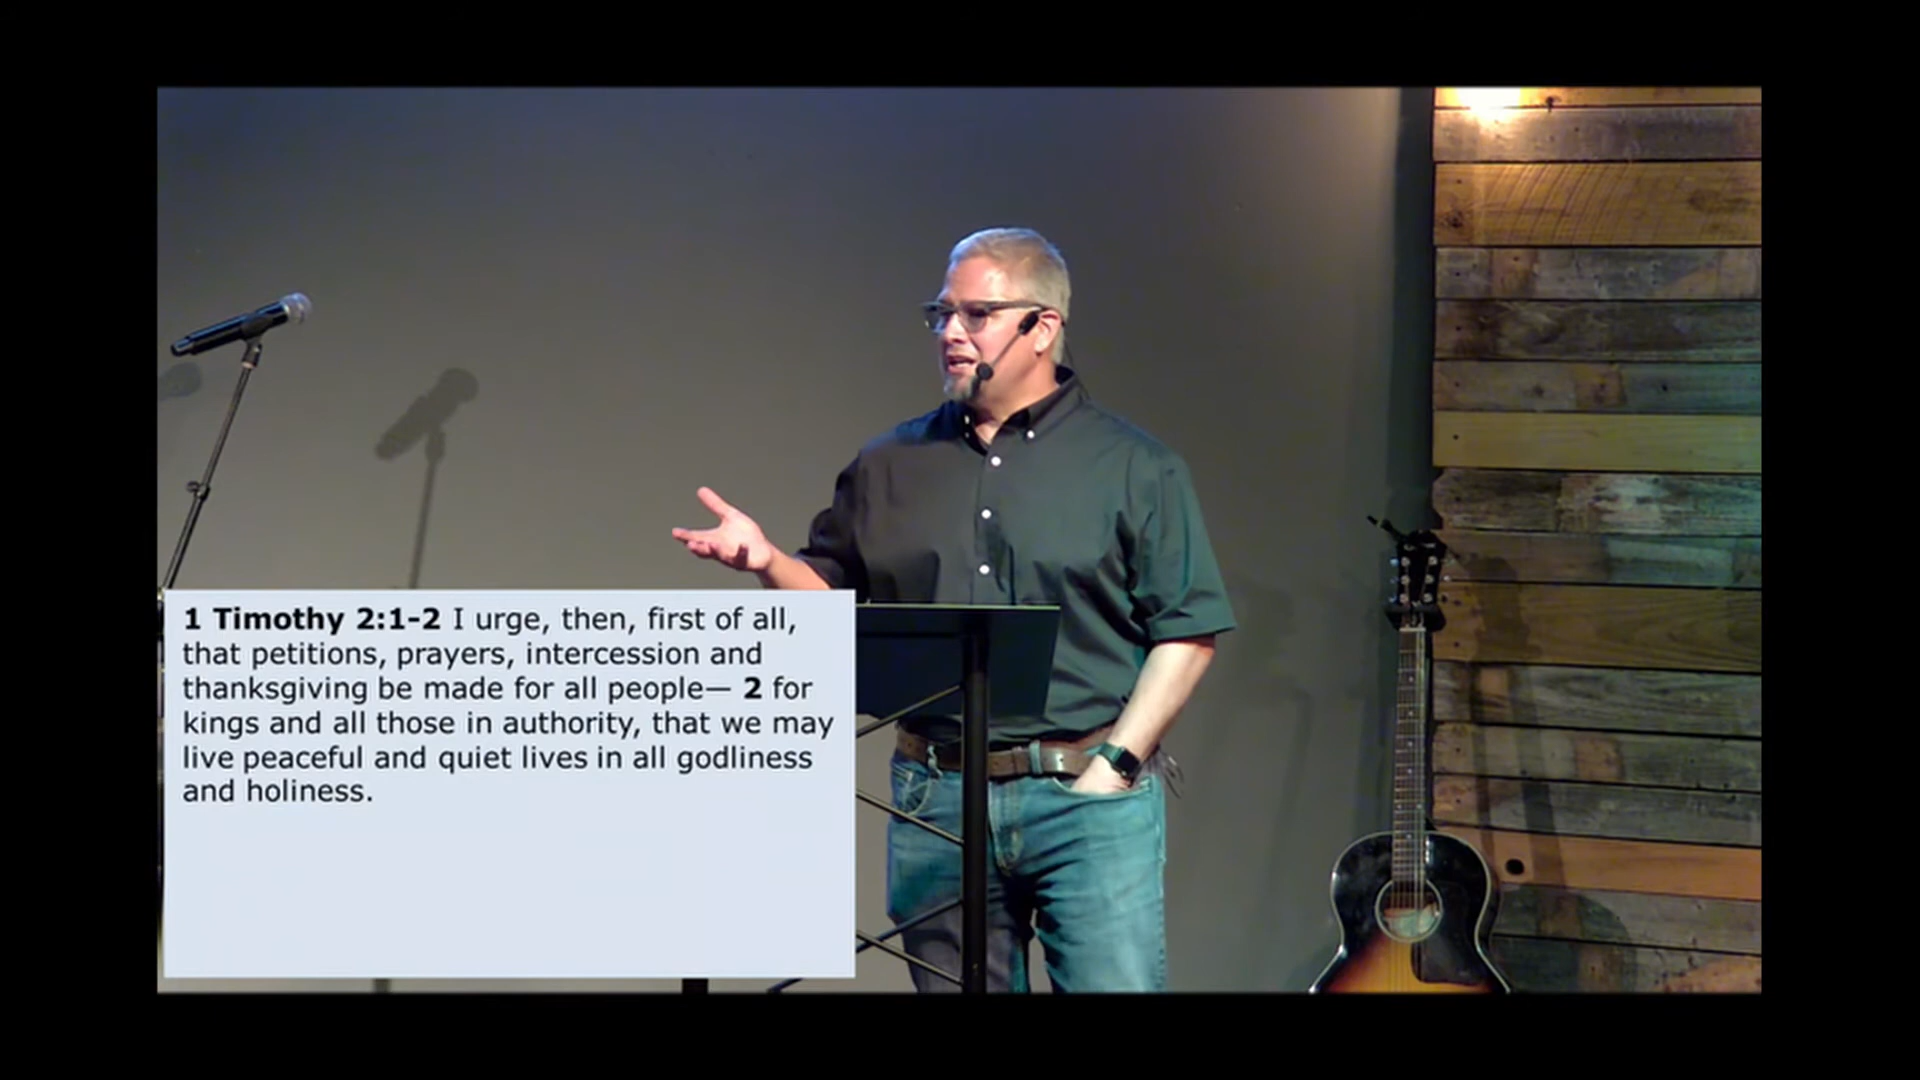 1 Timothy 2:1-2 I urge, then, first of all,
that petitions, prayers, intercession and
thanksgiving be made for all people— 2 for
kings and all those in authority, that we may
live peaceful and quiet lives in all godliness
and holiness.